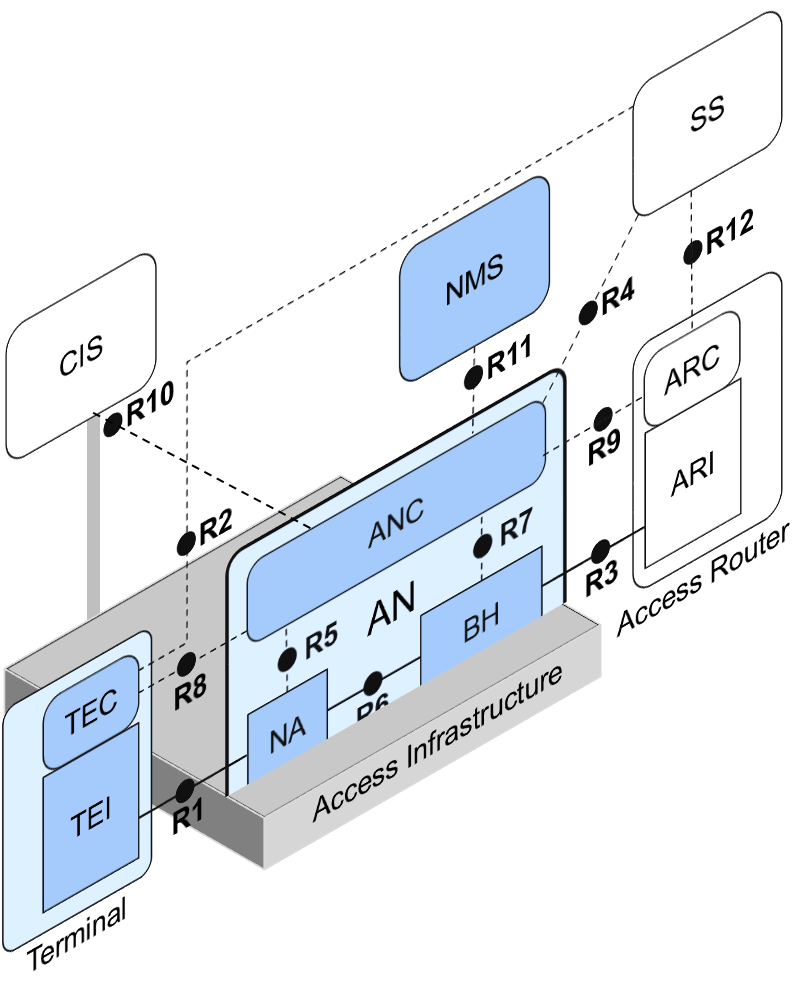 SS
R12
NMS
R4
CIS
R11
ARC
R10
R9
ARI
ANC
R2
R7
R3
Access Router
AN
BH
R5
R8
TEC
R6
NA
Access Infrastructure
TEI
R1
Terminal